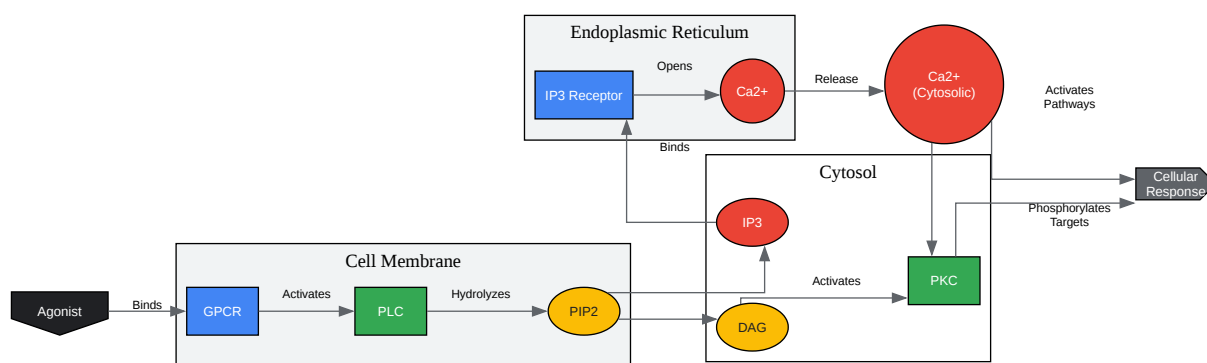 Endoplasmic Reticulum
IP3 Receptor
Opens
Ca2+
Release
Ca2+
(Cytosolic)
Activates
Pathways
Binds
Cytosol
IP3
Cellular
Response
Phosphorylates
Targets
Cell Membrane
Agonist
Binds
GPCR
Activates
PLC
Hydrolyzes
PIP2
DAG
Activates
PKC